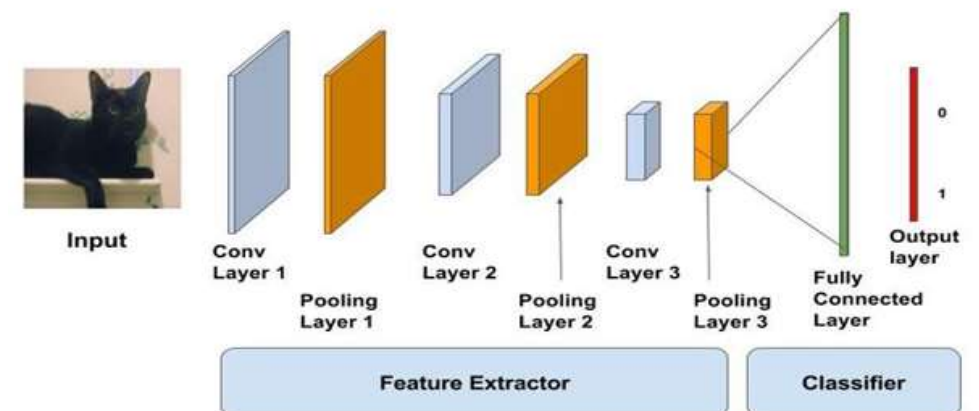 Input
Conv
Layer 1
Pooling
Layer 1
Conv
Layer 2
Pooling
Layer 2
Conv
Layer 3
Pooling
Layer 3
Fully
Connected
Layer
0
1
Output
layer
Feature Extractor
Classifier